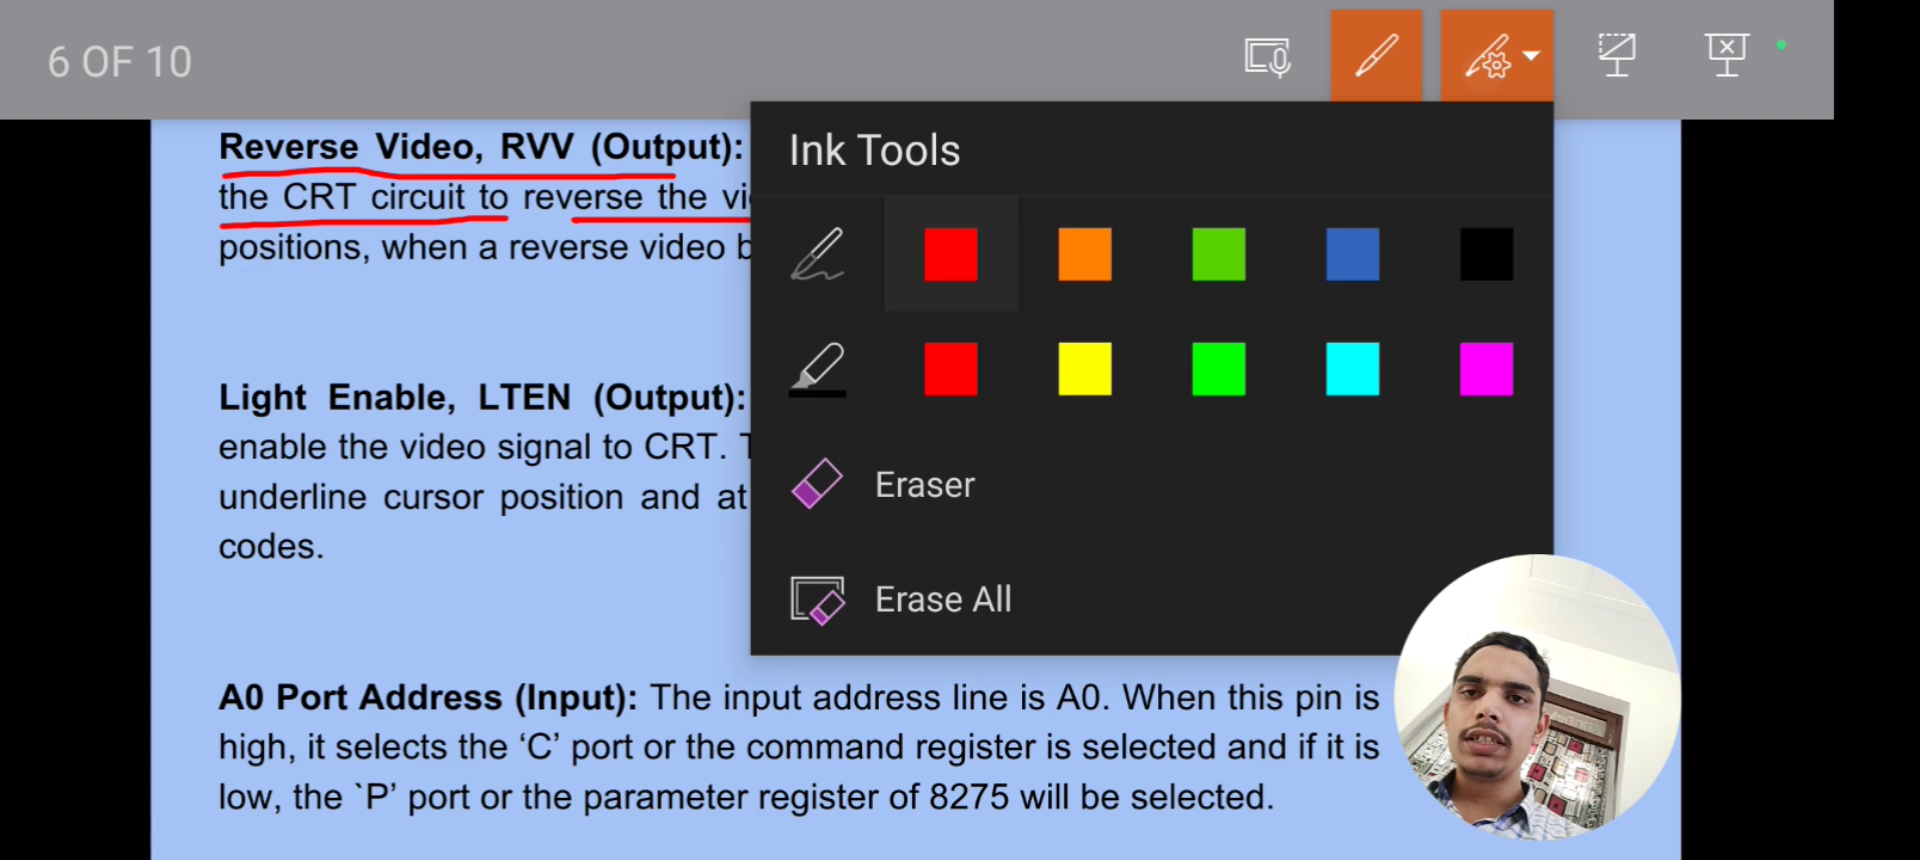 6 OF 10
Reverse Video, RVV (Output):
the CRT circuit to reverse the
positions, when a reverse video
Ink Tools
Light Enable, LTEN (Output):
enable the video signal to CRT.
underline cursor position and at
codes.
Eraser
Erase All
A0 Port Address (Input): The input address line is A0. When this pin is
high, it selects the ‘C’ port or the command register is selected and if it is
low, the `P’ port or the parameter register of 8275 will be selected.